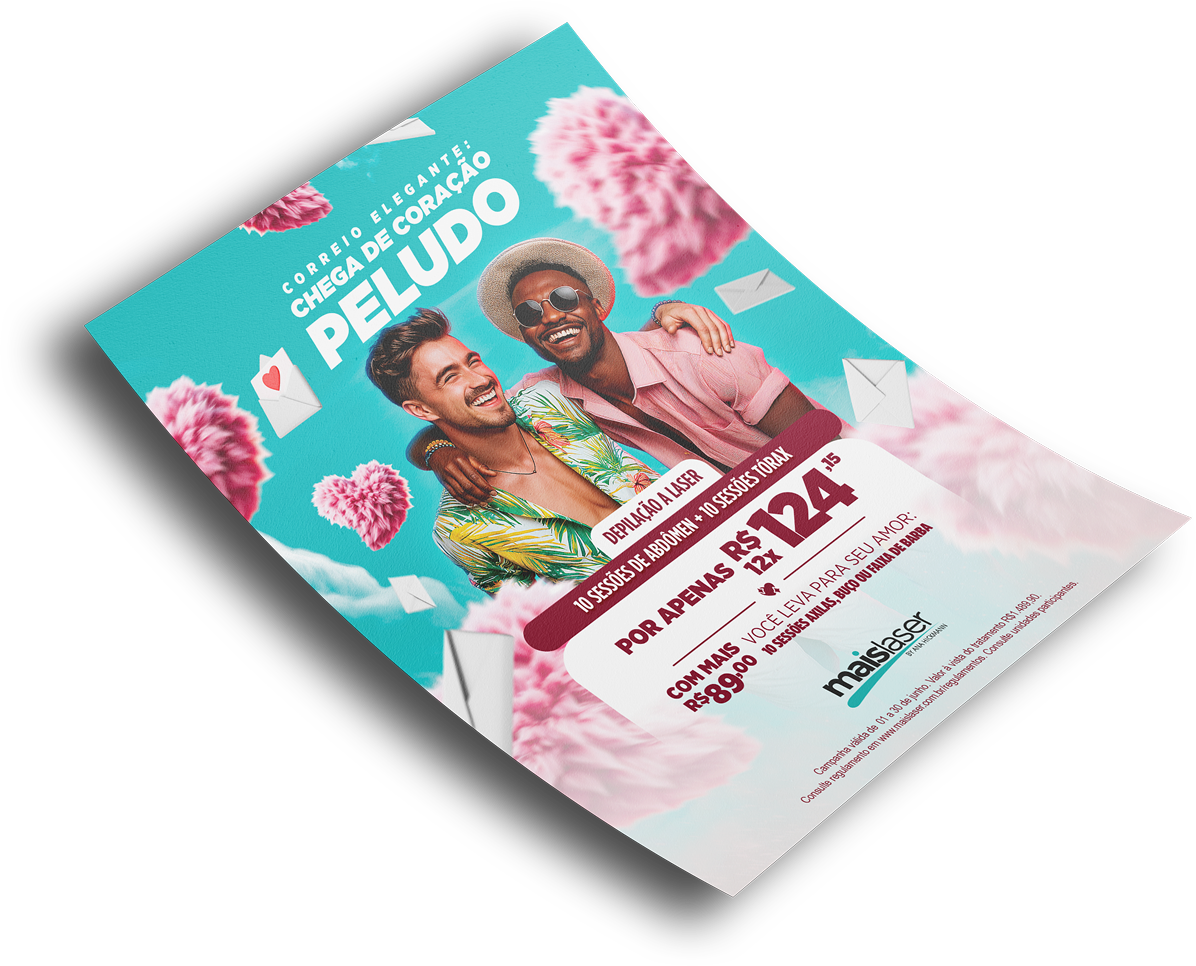 CORREIO ELEGANTE:
CHEGA DE CORAÇÃO
PELUDO
DEPILAÇÃO A LASER
10 SESSÕES DE ABDÔMEN + 10 SESSÕES TÓRAX
POR APENAS R$ 12x 124,15
COM MAIS R$89,00
VOCÊ LEVA PARA SEU AMOR:
10 SESSÕES AXILAS, BUÇO OU FAIXA DE BARBA
maislaser
BY ANA HICKMANN
Campanha válida de 01 a 30 de junho. Valor à vista do tratamento R$1.489,90.
Consulte regulamento em www.maislaser.com.br/regulamentos. Consulte unidades participantes.